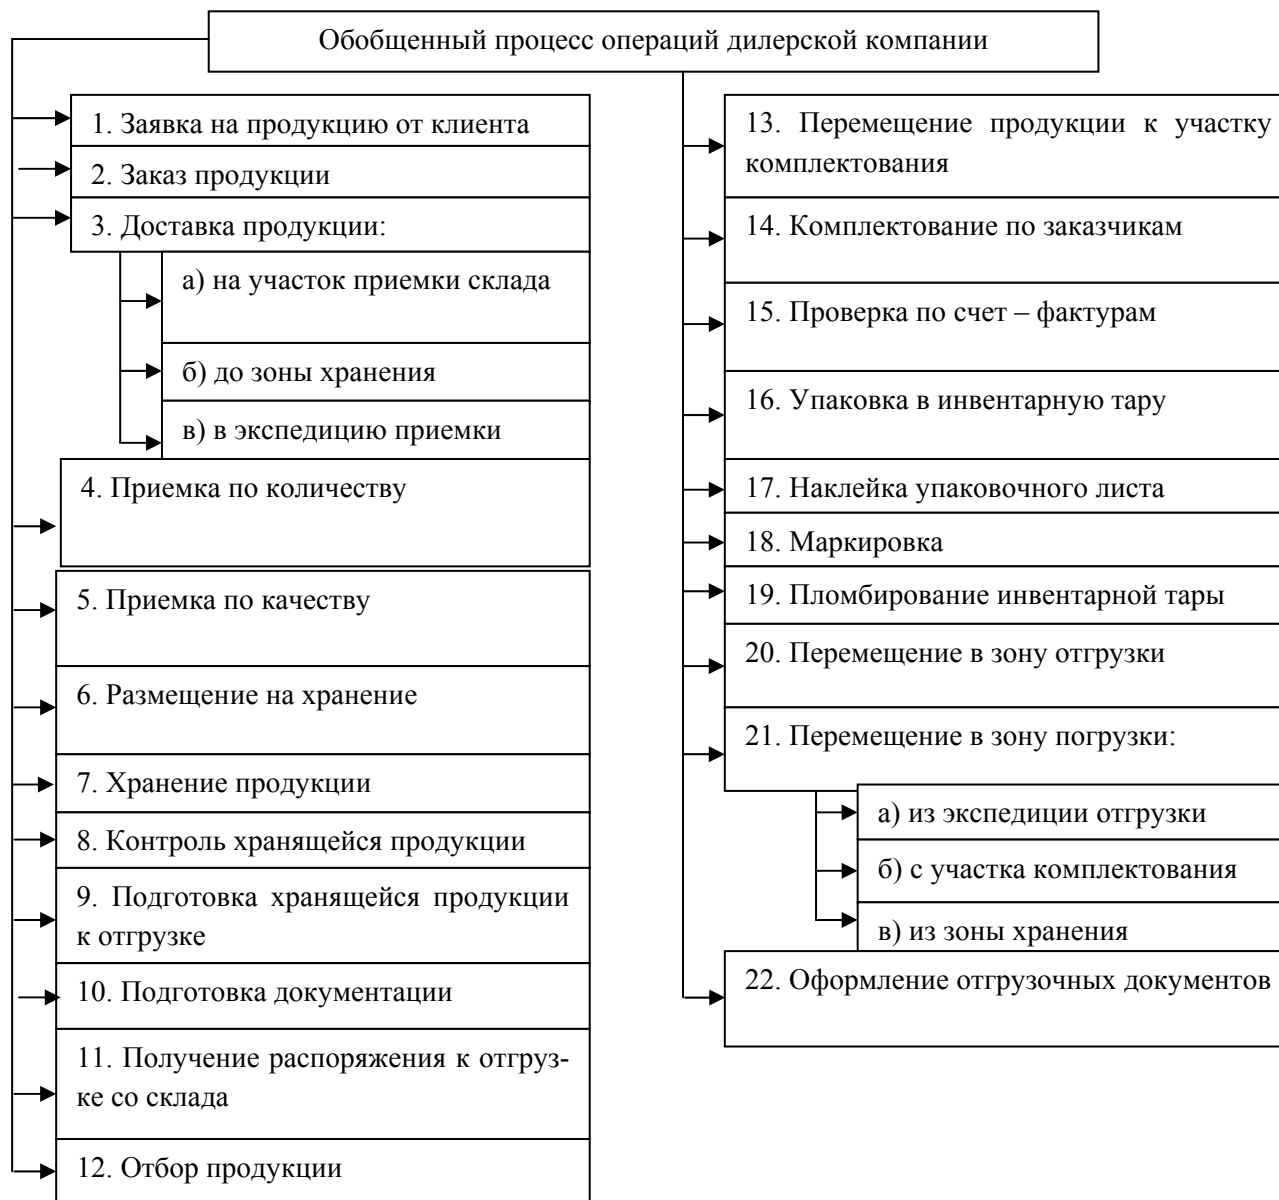 Обобщенный процесс операций дилерской компании
1. Заявка на продукцию от клиента
2. Заказ продукции
3. Доставка продукции:
а) на участок приемки склада
б) до зоны хранения
в) в экспедицию приемки
4. Приемка по количеству
5. Приемка по качеству
6. Размещение на хранение
7. Хранение продукции
8. Контроль хранящейся продукции
9. Подготовка хранящейся продукции
к отгрузке
10. Подготовка документации
11. Получение распоряжения к отгруз-
ке со склада
12. Отбор продукции
13. Перемещение продукции к участку
комплектования
14. Комплектование по заказчикам
15. Проверка по счет – фактурам
16. Упаковка в инвентарную тару
17. Наклейка упаковочного листа
18. Маркировка
19. Пломбирование инвентарной тары
20. Перемещение в зону отгрузки
21. Перемещение в зону погрузки:
а) из экспедиции отгрузки
б) с участка комплектования
в) из зоны хранения
22. Оформление отгрузочных документов